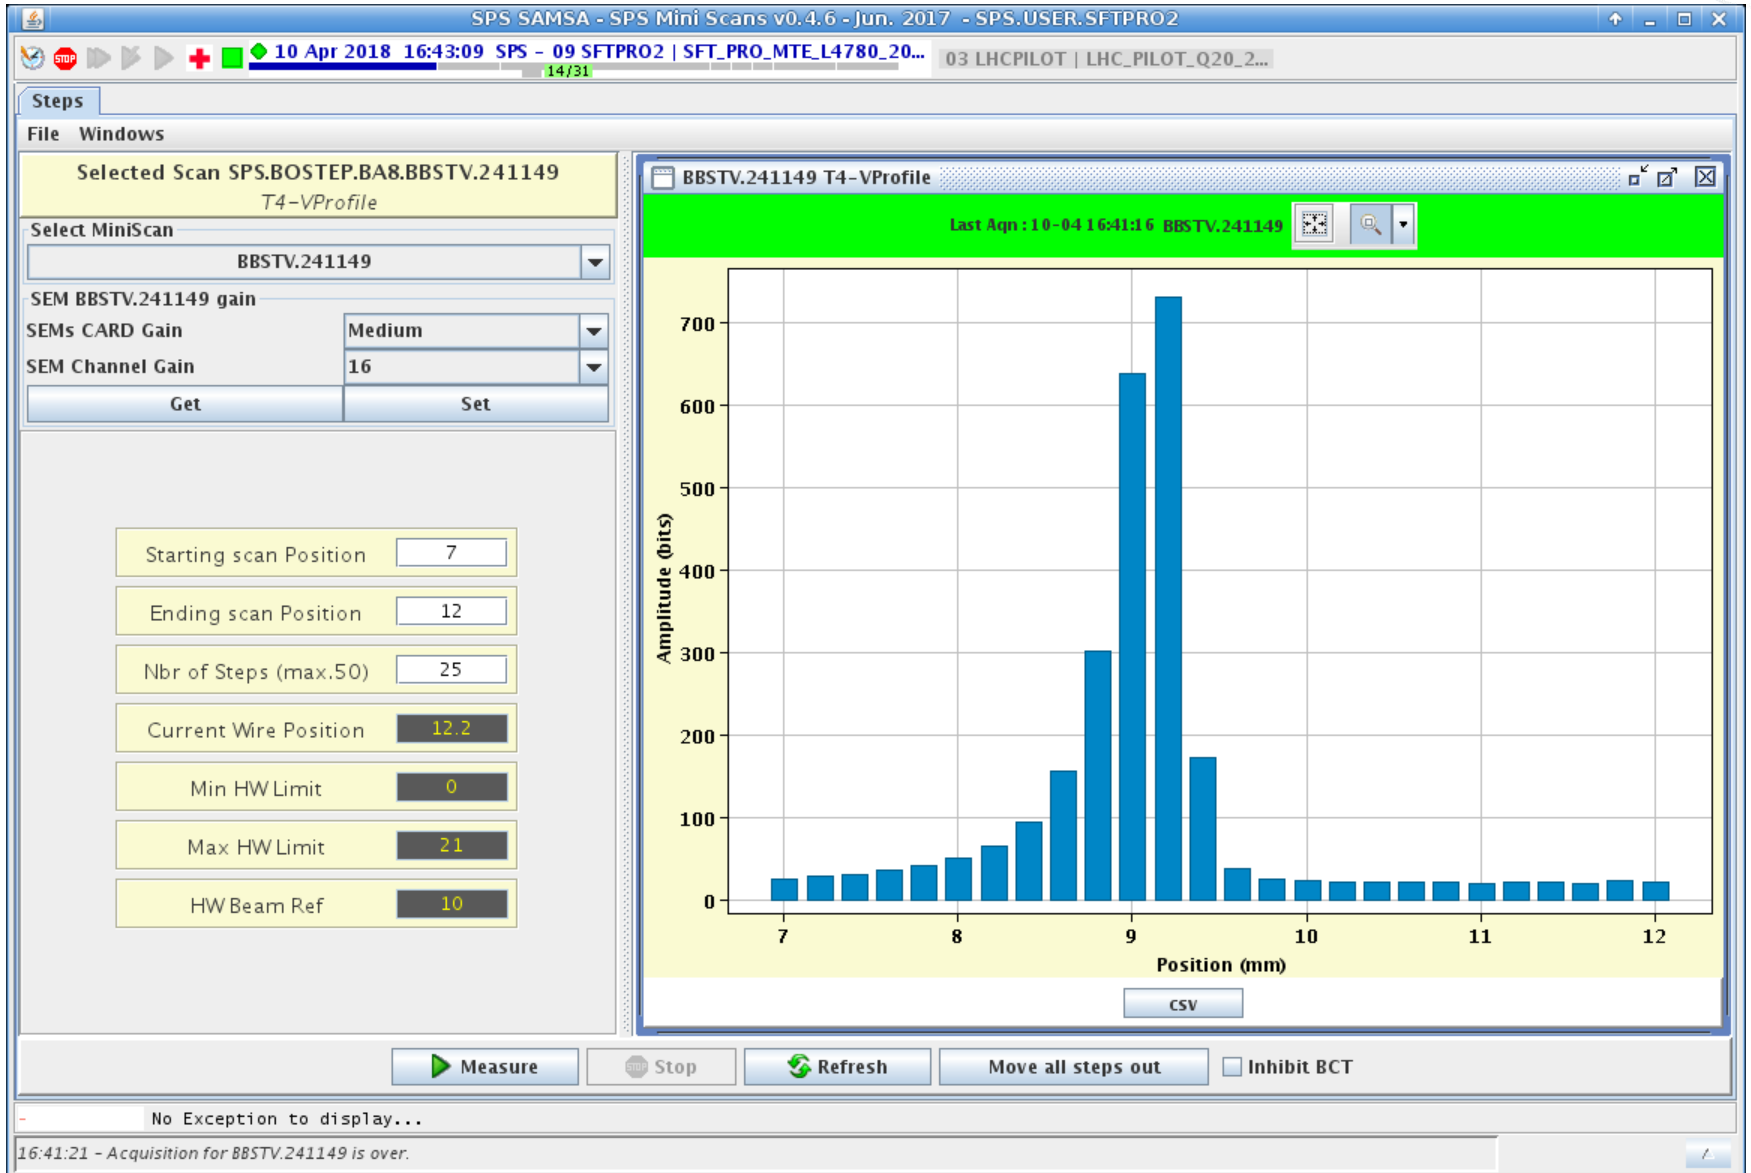 SPS SAMSA - SPS Mini Scans v0.4.6 - Jun. 2017 - SPS.USER.SFTPRO2
STOP
10 Apr 2018 16:43:09 SPS - 09 SFTPRO2 | SFT_PRO_MTE_L4780_20...
14/31
03 LHCPILOT | LHC_PILOT_Q20_2...
Steps
File Windows
Selected Scan SPS.BOSTEP.BA8.BBSTV.241149
T4-VProfile
Select MiniScan
BBSTV.241149
SEM BBSTV.241149 gain
SEMs CARD Gain Medium
SEM Channel Gain 16
Get Set
Starting scan Position 7
Ending scan Position 12
Nbr of Steps (max.50) 25
Current Wire Position 12.2
Min HW Limit 0
Max HW Limit 21
HW Beam Ref 10
BBSTV.241149 T4-VProfile
Last Aqn : 10-04 16:41:16 BBSTV.241149
700
600
500
400
300
200
100
0
Amplitude (bits)
7 8 9 10 11 12
Position (mm)
csv
Measure
STOP Stop
Refresh
Move all steps out
Inhibit BCT
- No Exception to display...
16:41:21 - Acquisition for BBSTV.241149 is over.